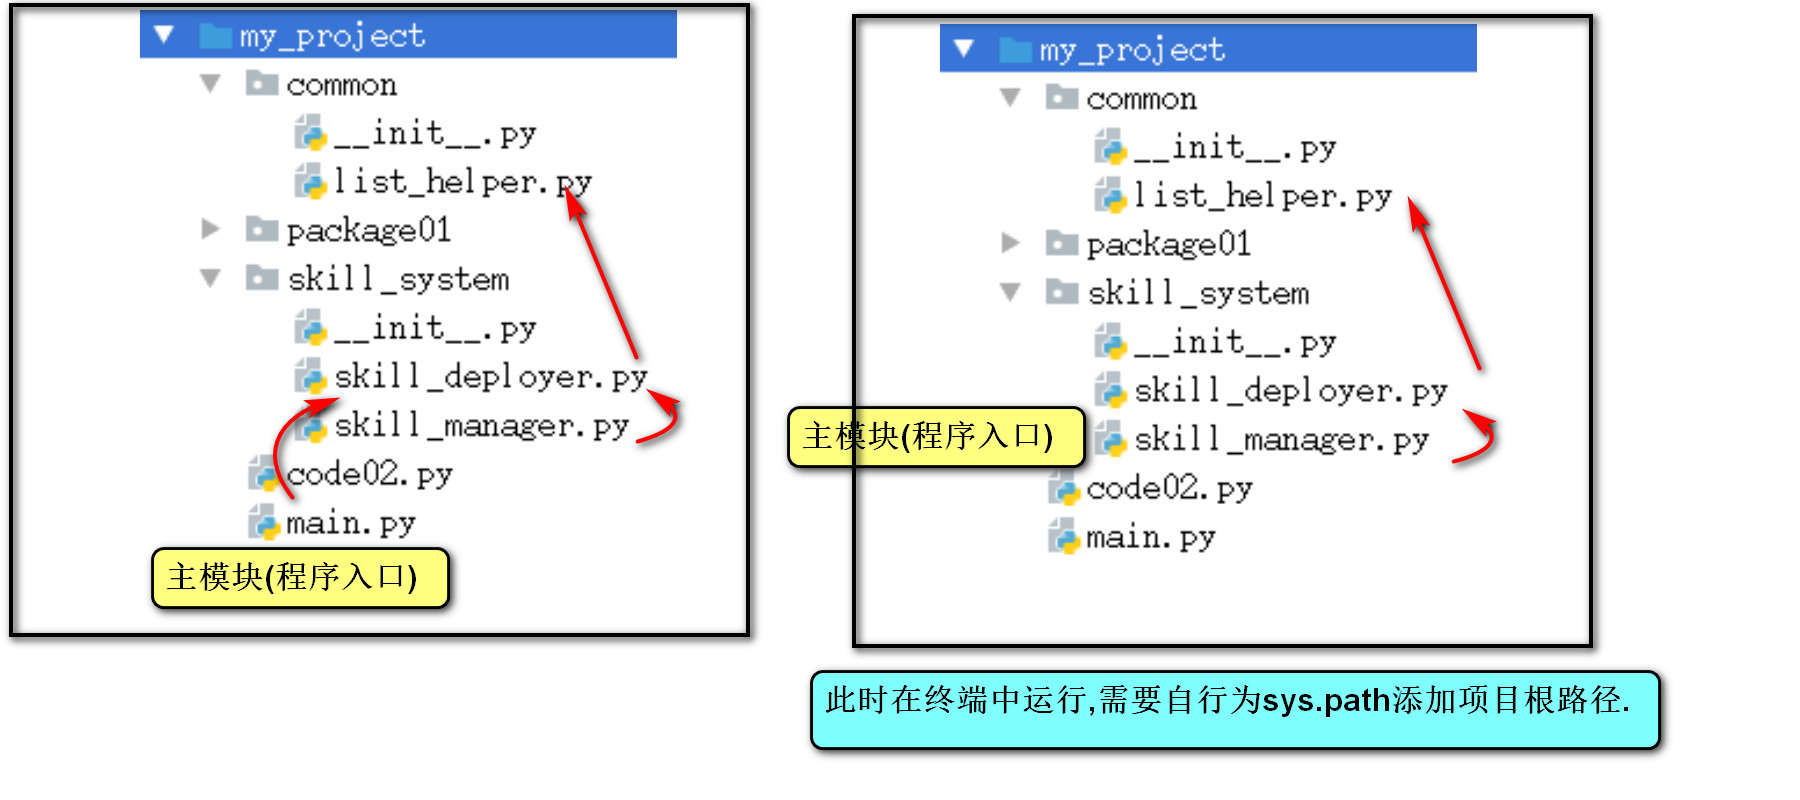 my_project
common
__init__.py
list_helper.py
package01
skill_system
__init__.py
skill_deployer.py
skill_manager.py
code02.py
main.py
主模块(程序入口)
my_project
common
__init__.py
list_helper.py
package01
skill_system
__init__.py
skill_deployer.py
主模块(程序入口)
skill_manager.py
code02.py
main.py
此时在终端中运行,需要自行为sys.path添加项目根路径.